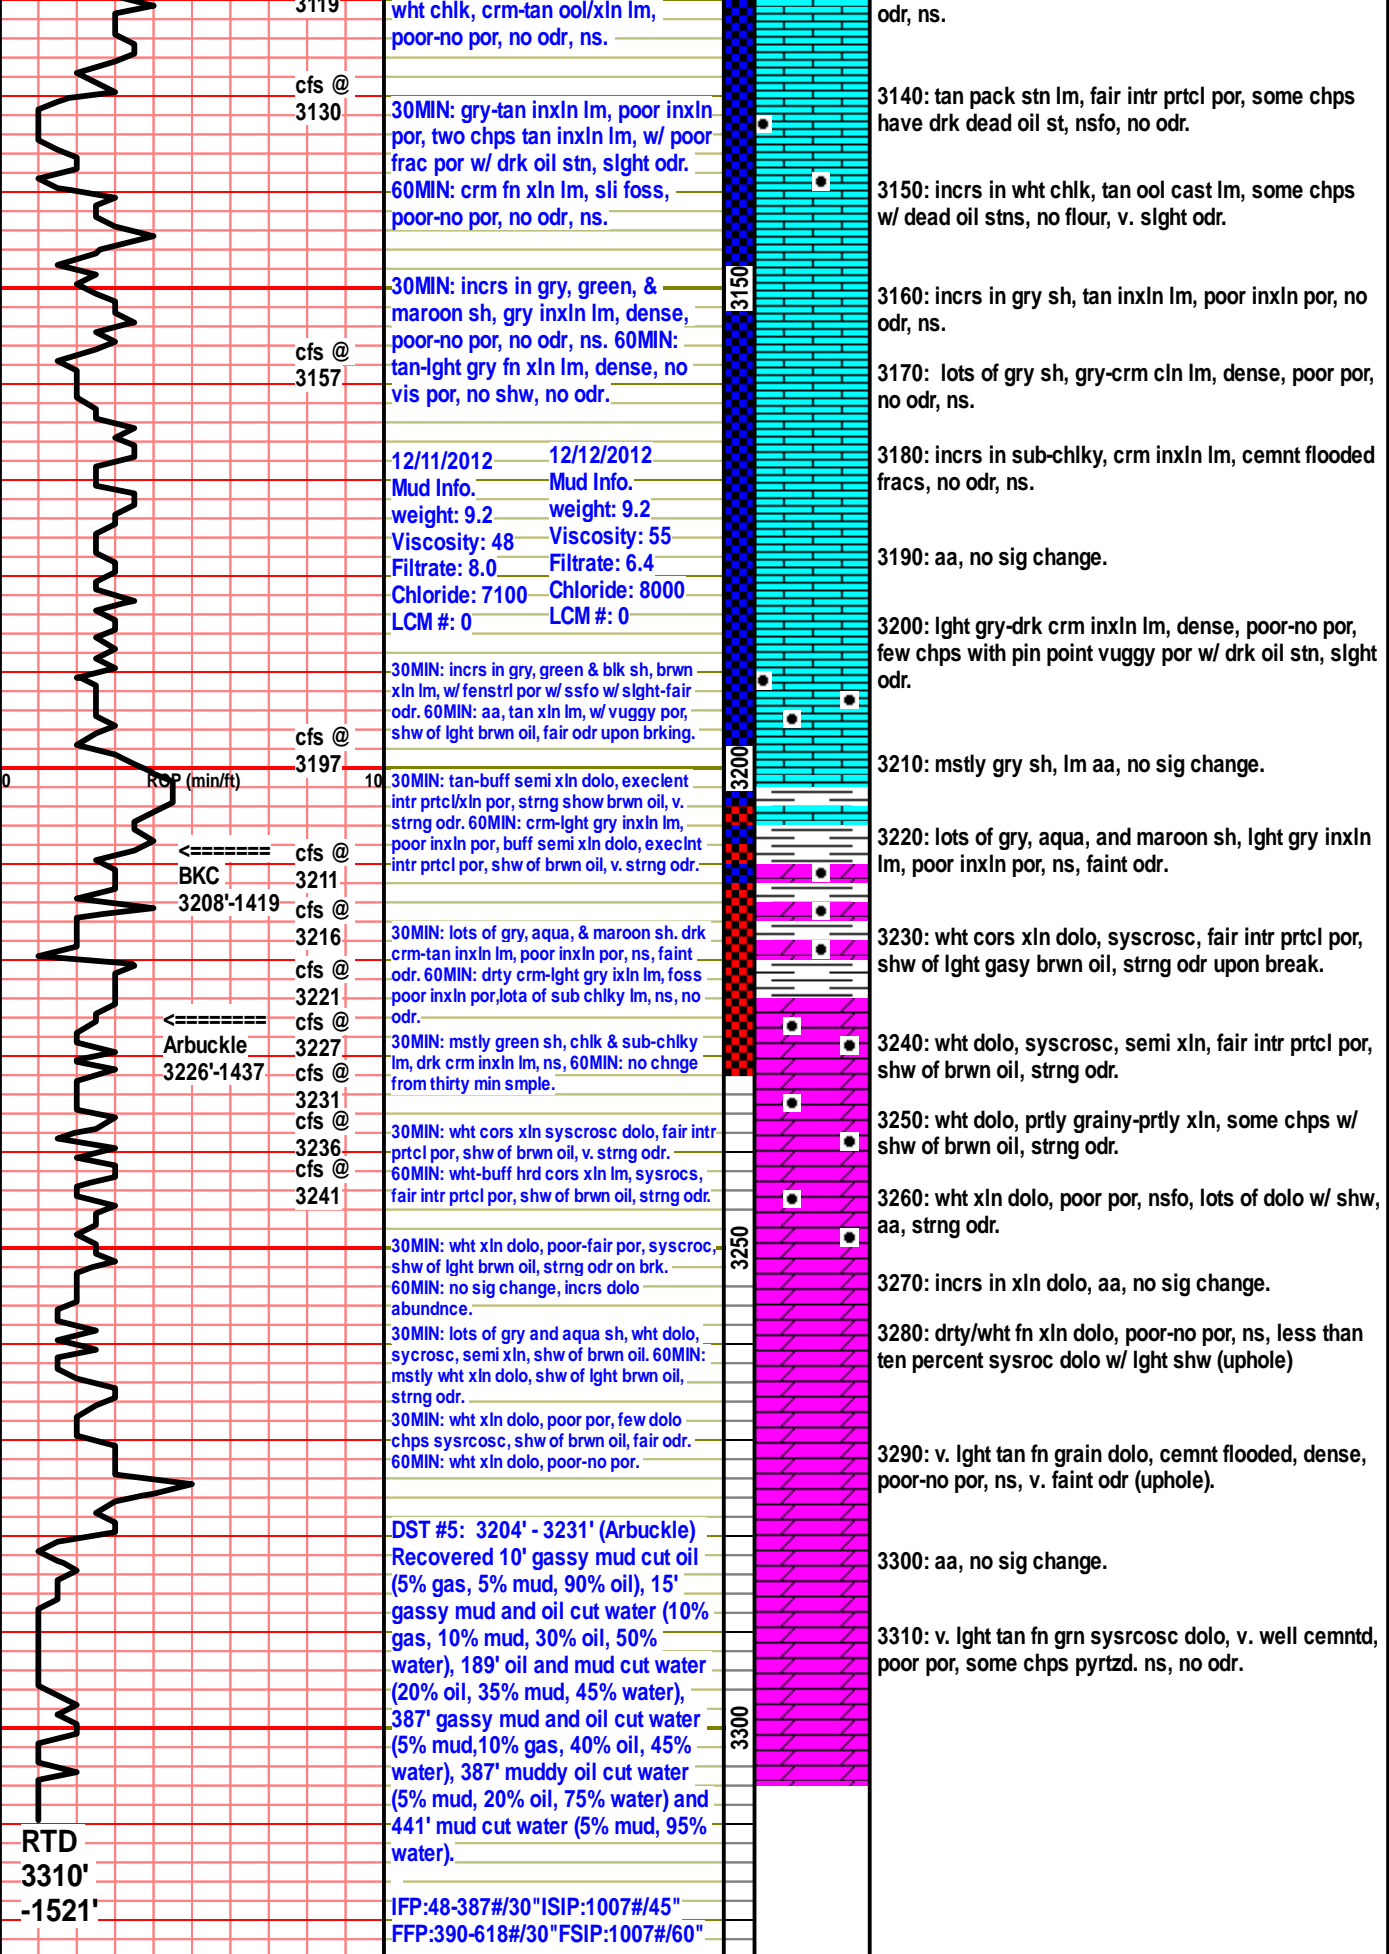 3119
cfs @
3130
cfs @
3157
cfs @
3197
0 ROP (min/ft) 10
<=======
BKC
3208'-1419
cfs @
3211
cfs @
3216
cfs @
3221
<========
Arbuckle
3226'-1437
cfs @
3227
cfs @
3231
cfs @
3236
cfs @
3241
RTD
3310'
-1521'
wht chlk, crm-tan ool/xln lm,
poor-no por, no odr, ns.
30MIN: gry-tan inxln lm, poor inxln
por, two chps tan inxln lm, w/ poor
frac por w/ drk oil stn, slght odr.
60MIN: crm fn xln lm, sli foss,
poor-no por, no odr, ns.
30MIN: incrs in gry, green, &
maroon sh, gry inxln lm, dense,
poor-no por, no odr, ns. 60MIN:
tan-lght gry fn xln lm, dense, no
vis por, no shw, no odr.
12/11/2012
Mud Info.
weight: 9.2
Viscosity: 48
Filtrate: 8.0
Chloride: 7100
LCM #: 0
12/12/2012
Mud Info.
weight: 9.2
Viscosity: 55
Filtrate: 6.4
Chloride: 8000
LCM #: 0
30MIN: incrs in gry, green & blk sh, brwn
xln lm, w/ fenstrl por w/ ssfo w/ slght-fair
odr. 60MIN: aa, tan xln lm, w/ vuggy por,
shw of lght brwn oil, fair odr upon brking.
30MIN: tan-buff semi xln dolo, execlent
intr prtcl/xln por, strng show brwn oil, v.
strng odr. 60MIN: crm-lght gry inxln lm,
poor inxln por, buff semi xln dolo, execlnt
intr prtcl por, shw of brwn oil, v. strng odr.
30MIN: lots of gry, aqua, & maroon sh. drk
crm-tan inxln lm, poor inxln por, ns, faint
odr. 60MIN: drty crm-lght gry ixln lm, foss
poor inxln por,lota of sub chlky lm, ns, no
odr.
30MIN: mstly green sh, chlk & sub-chlky
lm, drk crm inxln lm, ns, 60MIN: no chnge
from thirty min smple.
30MIN: wht cors xln syscrosc dolo, fair intr
prtcl por, shw of brwn oil, v. strng odr.
60MIN: wht-buff hrd cors xln lm, sysrocs,
fair intr prtcl por, shw of brwn oil, strng odr.
30MIN: wht xln dolo, poor-fair por, syscroc,
shw of lght brwn oil, strng odr on brk.
60MIN: no sig change, incrs dolo
abundnce.
30MIN: lots of gry and aqua sh, wht dolo,
sycrosc, semi xln, shw of brwn oil. 60MIN:
mstly wht xln dolo, shw of lght brwn oil,
strng odr.
30MIN: wht xln dolo, poor por, few dolo
chps sysrcosc, shw of brwn oil, fair odr.
60MIN: wht xln dolo, poor-no por.
DST #5: 3204' - 3231' (Arbuckle)
Recovered 10' gassy mud cut oil
(5% gas, 5% mud, 90% oil), 15'
gassy mud and oil cut water (10%
gas, 10% mud, 30% oil, 50%
water), 189' oil and mud cut water
(20% oil, 35% mud, 45% water),
387' gassy mud and oil cut water
(5% mud,10% gas, 40% oil, 45%
water), 387' muddy oil cut water
(5% mud, 20% oil, 75% water) and
441' mud cut water (5% mud, 95%
water).
IFP:48-387#/30"ISIP:1007#/45"
FFP:390-618#/30"FSIP:1007#/60"
3150
3200
3250
3300
odr, ns.
3140: tan pack stn lm, fair intr prtcl por, some chps
have drk dead oil st, nsfo, no odr.
3150: incrs in wht chlk, tan ool cast lm, some chps
w/ dead oil stns, no flour, v. slght odr.
3160: incrs in gry sh, tan inxln lm, poor inxln por, no
odr, ns.
3170: lots of gry sh, gry-crm cln lm, dense, poor por,
no odr, ns.
3180: incrs in sub-chlky, crm inxln lm, cemnt flooded
fracs, no odr, ns.
3190: aa, no sig change.
3200: lght gry-drk crm inxln lm, dense, poor-no por,
few chps with pin point vuggy por w/ drk oil stn, slght
odr.
3210: mstly gry sh, lm aa, no sig change.
3220: lots of gry, aqua, and maroon sh, lght gry inxln
lm, poor inxln por, ns, faint odr.
3230: wht cors xln dolo, syscrosc, fair intr prtcl por,
shw of lght gasy brwn oil, strng odr upon break.
3240: wht dolo, syscrosc, semi xln, fair intr prtcl por,
shw of brwn oil, strng odr.
3250: wht dolo, prtly grainy-prtly xln, some chps w/
shw of brwn oil, strng odr.
3260: wht xln dolo, poor por, nsfo, lots of dolo w/ shw,
aa, strng odr.
3270: incrs in xln dolo, aa, no sig change.
3280: drty/wht fn xln dolo, poor-no por, ns, less than
ten percent sysroc dolo w/ lght shw (uphole)
3290: v. lght tan fn grain dolo, cemnt flooded, dense,
poor-no por, ns, v. faint odr (uphole).
3300: aa, no sig change.
3310: v. lght tan fn grn sysrcosc dolo, v. well cemntd,
poor por, some chps pyrtzd. ns, no odr.